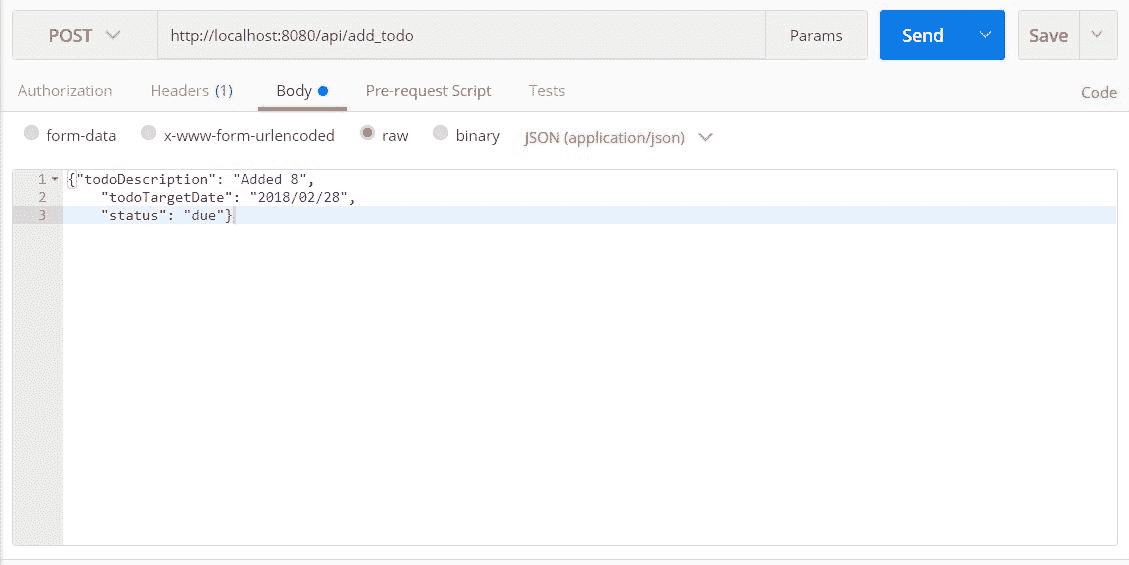 POST http://localhost:8080/api/add_todo Params Send Save
Authorization Headers (1) Body Pre-request Script Tests Code
form-data x-www-form-urlencoded raw binary JSON (application/json)
1 {"todoDescription": "Added 8",
2 "todoTargetDate": "2018/02/28",
3 "status": "due"}